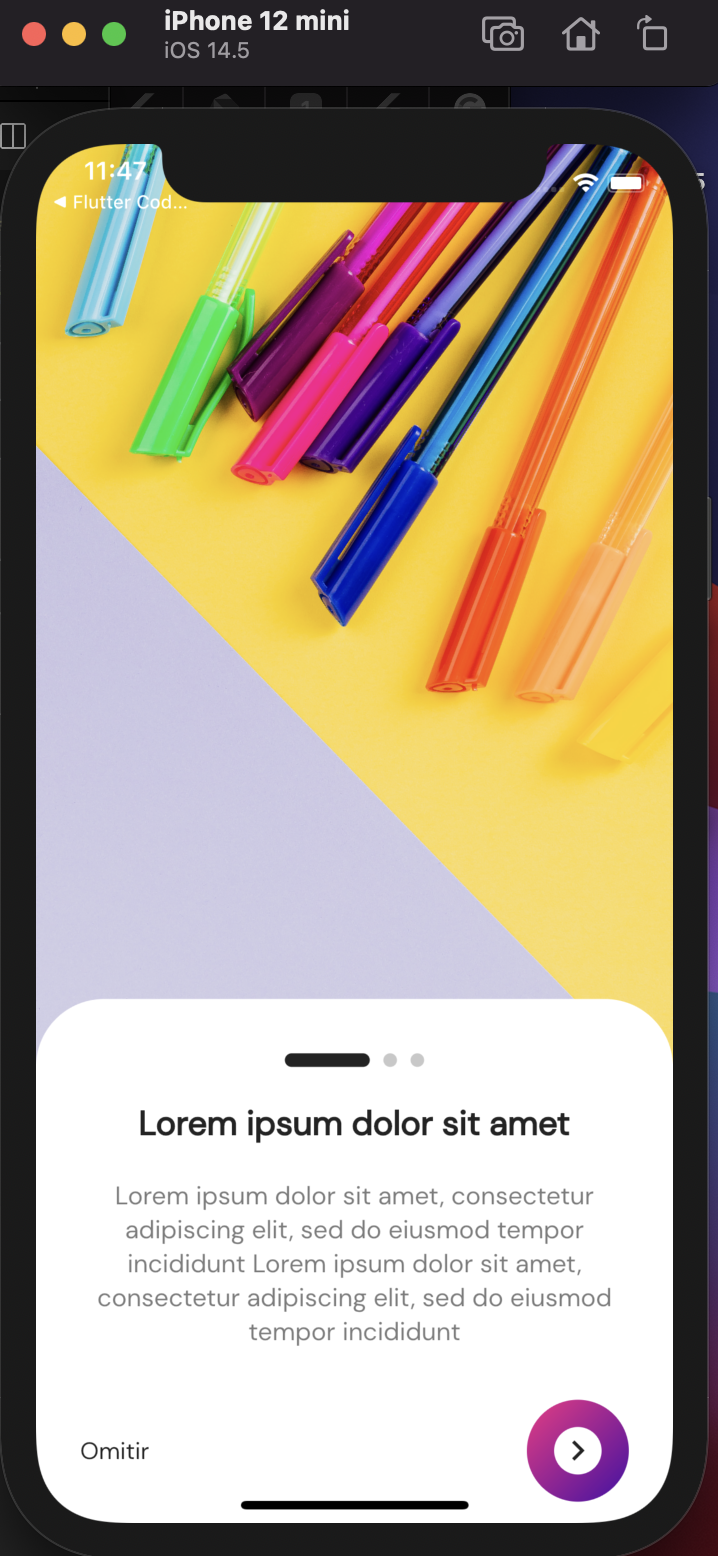 iPhone 12 mini
iOS 14.5
11:47
◀ Flutter Cod...
Lorem ipsum dolor sit amet
Lorem ipsum dolor sit amet, consectetur
adipiscing elit, sed do eiusmod tempor
incididunt Lorem ipsum dolor sit amet,
consectetur adipiscing elit, sed do eiusmod
tempor incididunt
Omitir